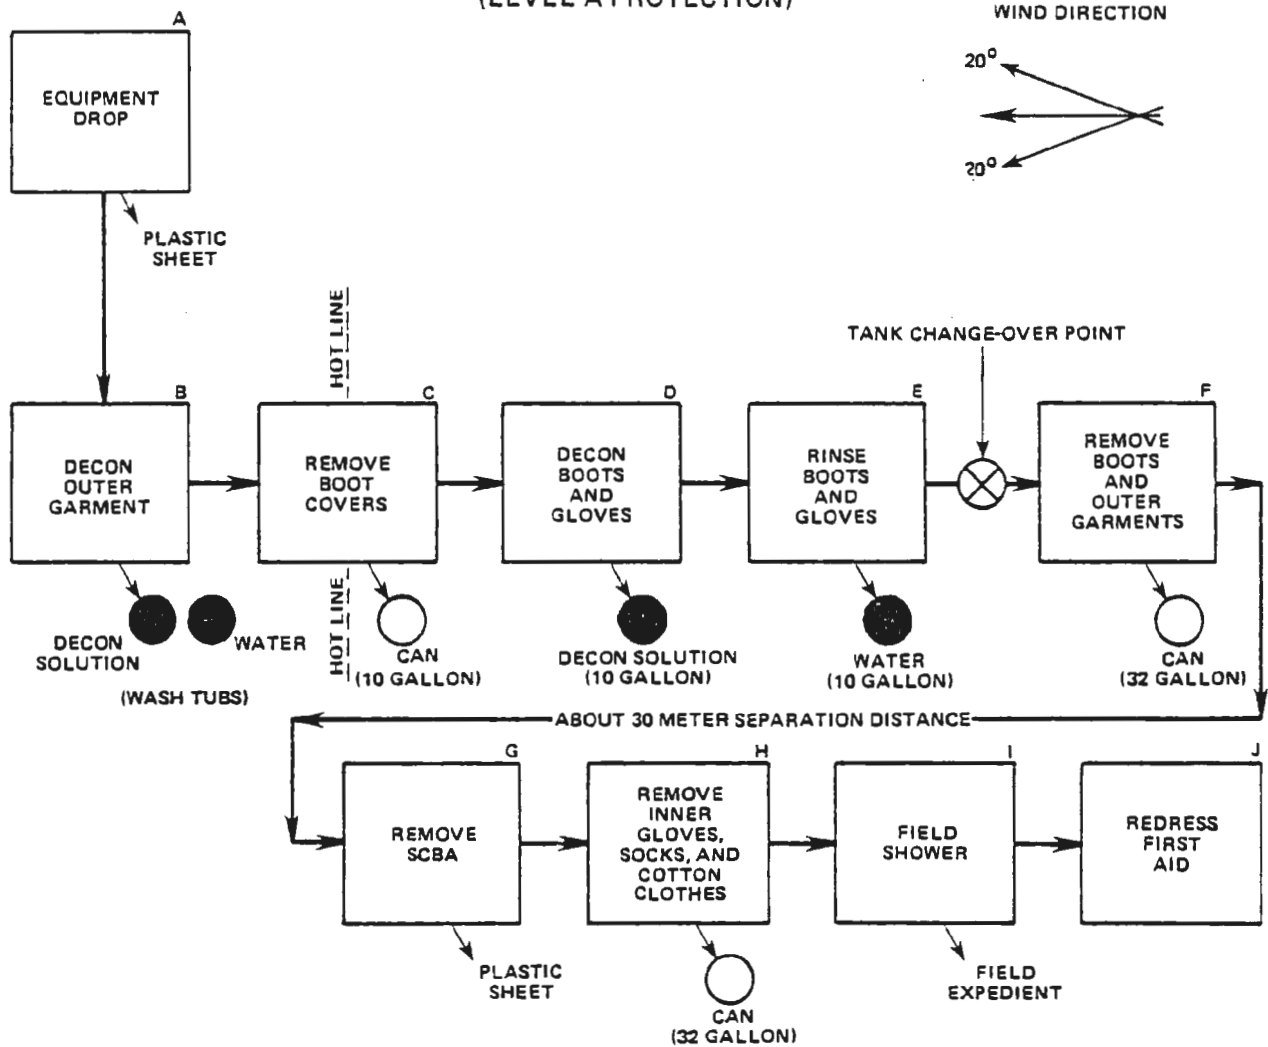 (LEVEL A PROTECTION)
WIND DIRECTION
20°
20°
A
EQUIPMENT
DROP
PLASTIC
SHEET
HOT LINE
TANK CHANGE-OVER POINT
B
DECON
OUTER
GARMENT
C
REMOVE
BOOT
COVERS
D
DECON
BOOTS
AND
GLOVES
E
RINSE
BOOTS
AND
GLOVES
F
REMOVE
BOOTS
AND
OUTER
GARMENTS
DECON
SOLUTION
WATER
(WASH TUBS)
HOT LINE
CAN
(10 GALLON)
DECON SOLUTION
(10 GALLON)
WATER
(10 GALLON)
CAN
(32 GALLON)
ABOUT 30 METER SEPARATION DISTANCE
G
REMOVE
SCBA
H
REMOVE
INNER
GLOVES,
SOCKS, AND
COTTON
CLOTHES
I
FIELD
SHOWER
J
REDRESS
FIRST
AID
PLASTIC
SHEET
CAN
(32 GALLON)
FIELD
EXPEDIENT